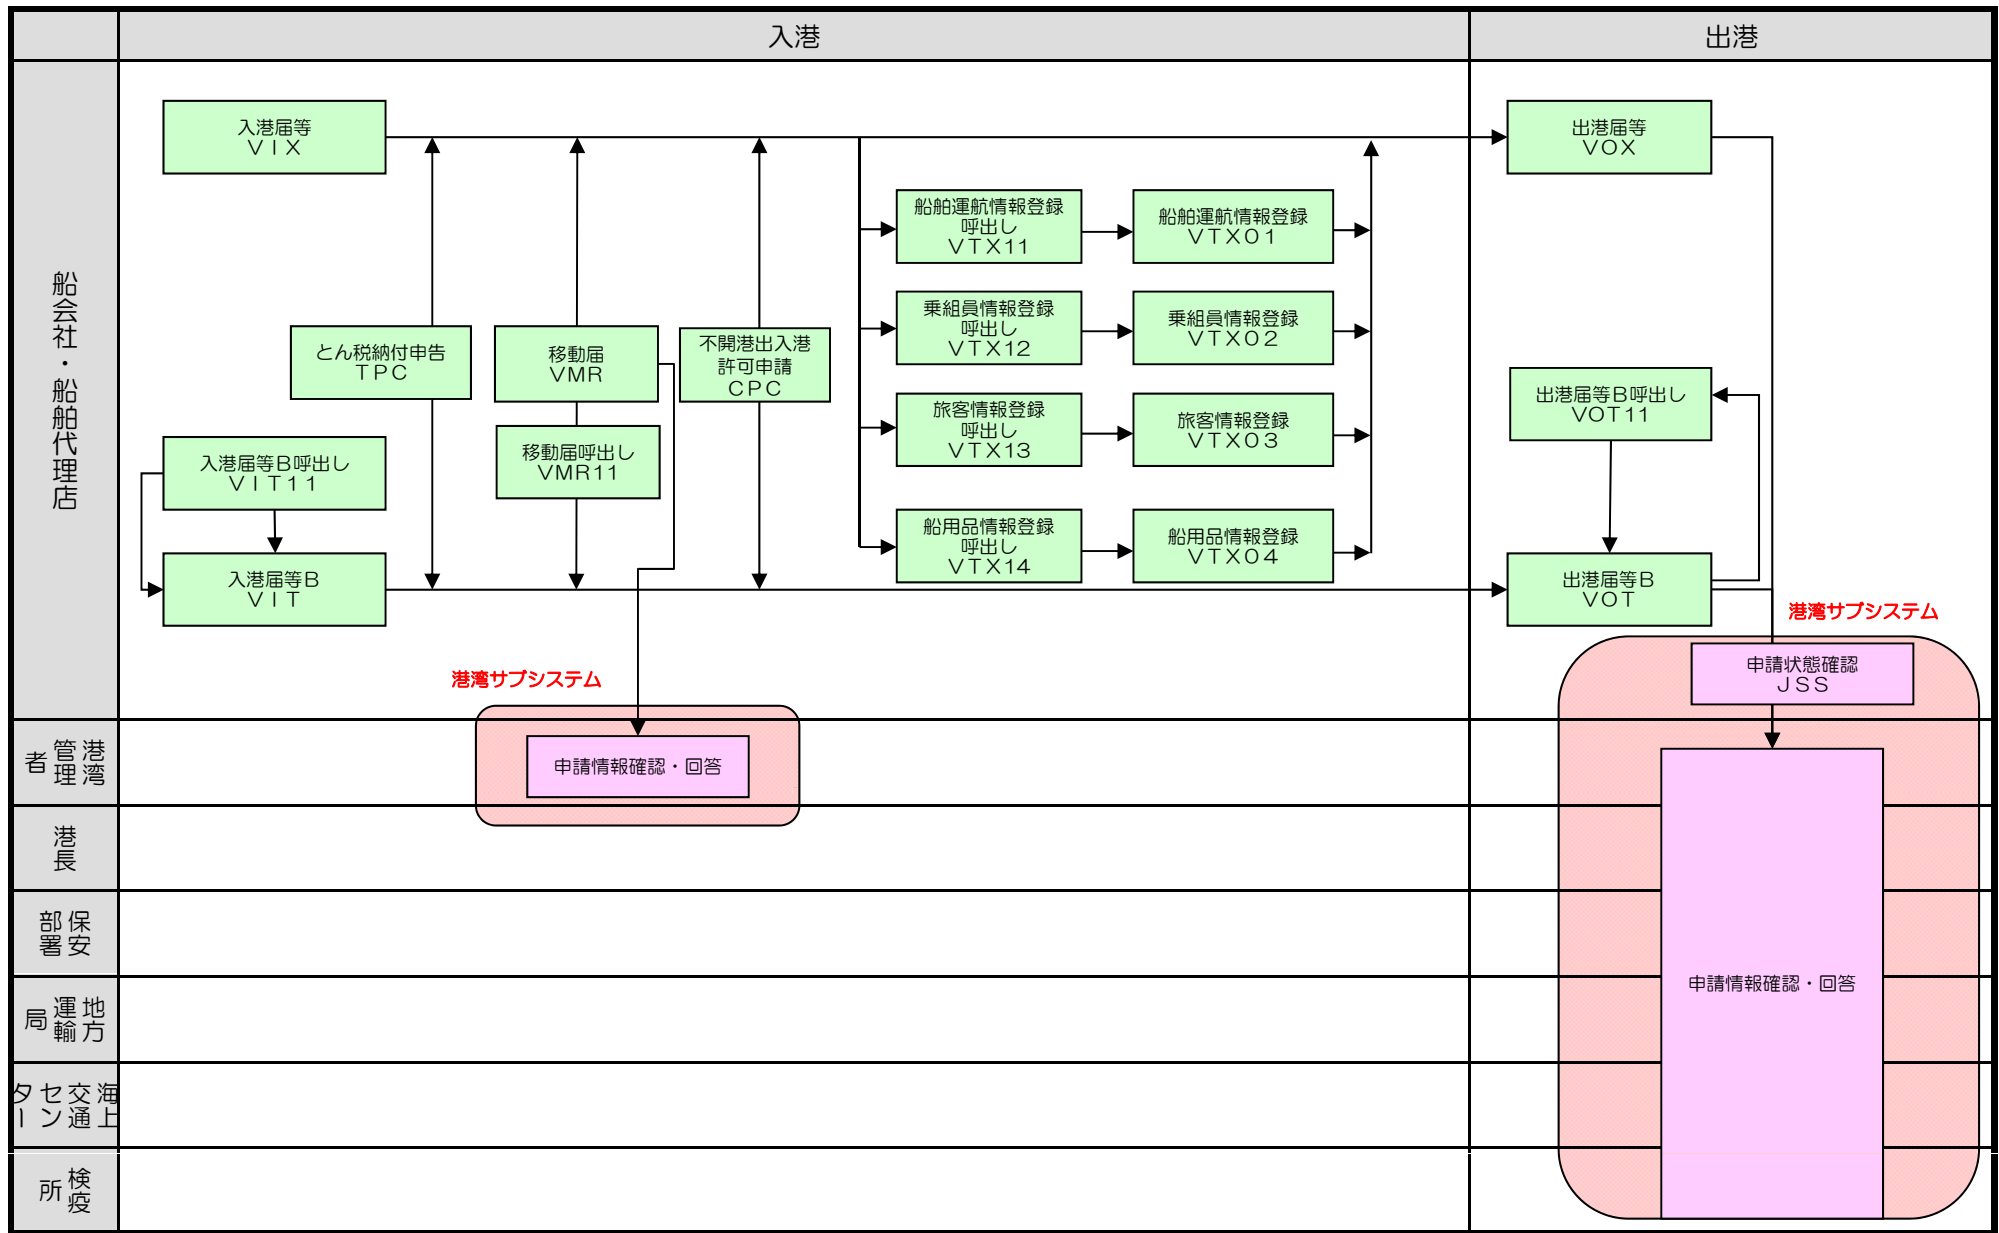 入港
出港
船会社・船舶代理店
入港届等
ＶＩＸ
出港届等
ＶＯＸ
船舶運航情報登録
呼出し
ＶＴＸ11
船舶運航情報登録
ＶＴＸ０１
乗組員情報登録
呼出し
ＶＴＸ12
乗組員情報登録
ＶＴＸ０２
とん税納付申告
ＴＰＣ
移動届
ＶＭＲ
不開港出入港
許可申請
ＣＰＣ
旅客情報登録
呼出し
ＶＴＸ13
旅客情報登録
ＶＴＸ０３
出港届等Ｂ呼出し
ＶＯＴ11
入港届等Ｂ呼出し
ＶＩＴ１１
移動届呼出し
ＶＭＲ11
船用品情報登録
呼出し
ＶＴＸ14
船用品情報登録
ＶＴＸ０４
入港届等Ｂ
ＶＩＴ
出港届等Ｂ
ＶＯＴ
港湾サブシステム
港湾サブシステム
申請状態確認
ＪＳＳ
港湾
管理
者
申請情報確認・回答
港長
保安
部署
地方
運輸
局
申請情報確認・回答
海上
交通
セン
ター
検疫
所